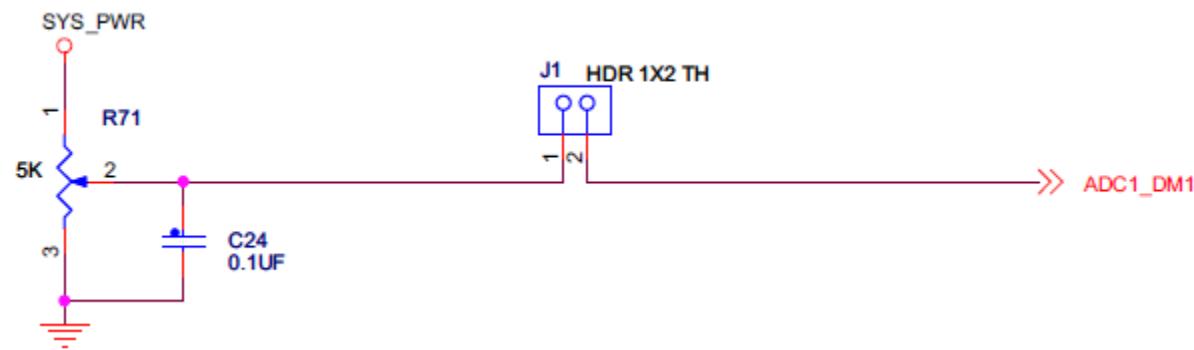 SYS_PWR
J1 HDR 1X2 TH
1
R71
5K
2
1
2
ADC1_DM1
3
C24
0.1UF